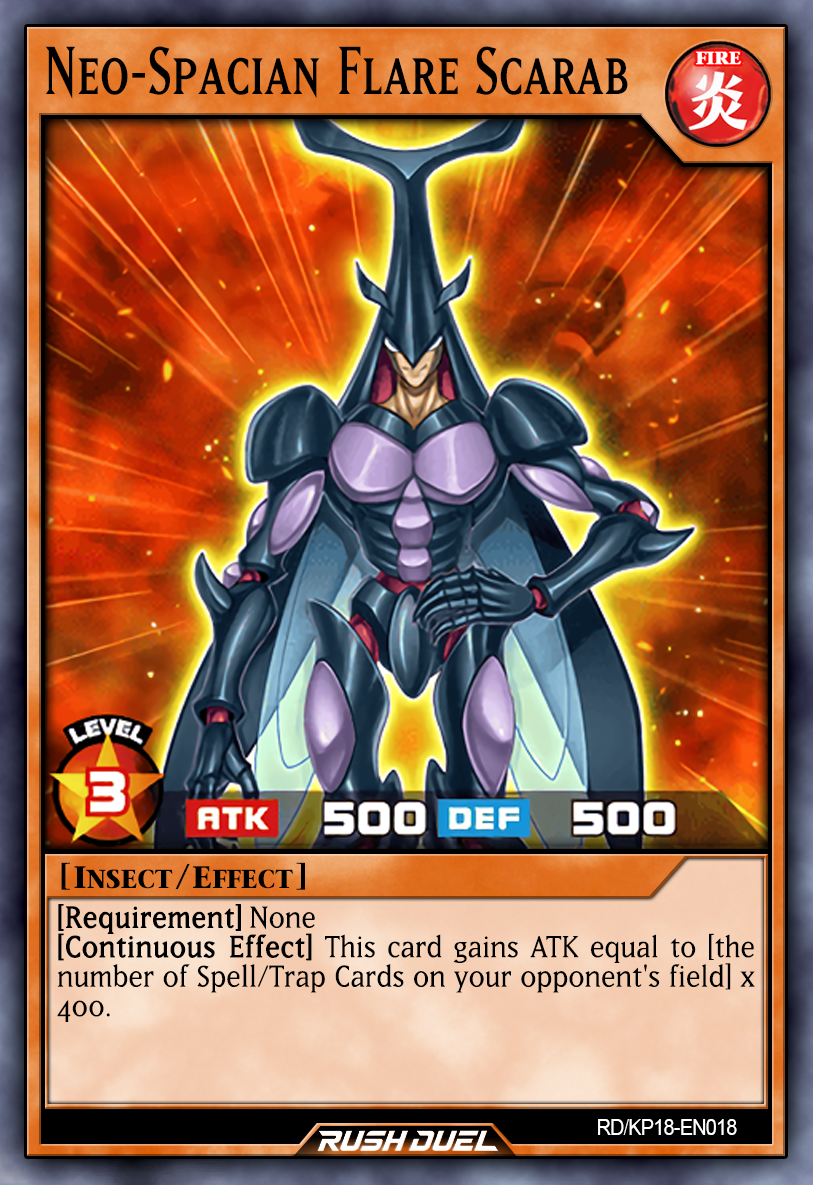 Neo-Spacian Flare Scarab
FIRE
炎
LEVEL
3
ATK 500 DEF 500
[Insect/Effect]
[Requirement] None
[Continuous Effect] This card gains ATK equal to [the
number of Spell/Trap Cards on your opponent's field] x
400.
RUSH DUEL
RD/KP18-EN018